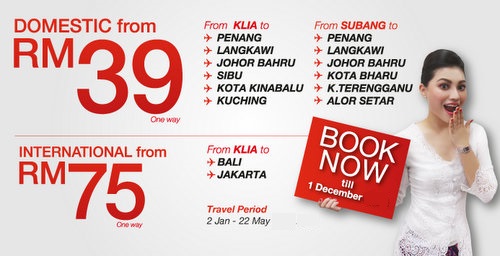 DOMESTIC from
RM39
One way
From KLIA to
PENANG
LANGKAWI
JOHOR BAHRU
SIBU
KOTA KINABALU
KUCHING
From SUBANG to
PENANG
LANGKAWI
JOHOR BAHRU
KOTA BHARU
K.TERENGGANU
ALOR SETAR
INTERNATIONAL from
RM75
One way
From KLIA to
BALI
JAKARTA
Travel Period
2 Jan - 22 May
BOOK
NOW
till
1 December